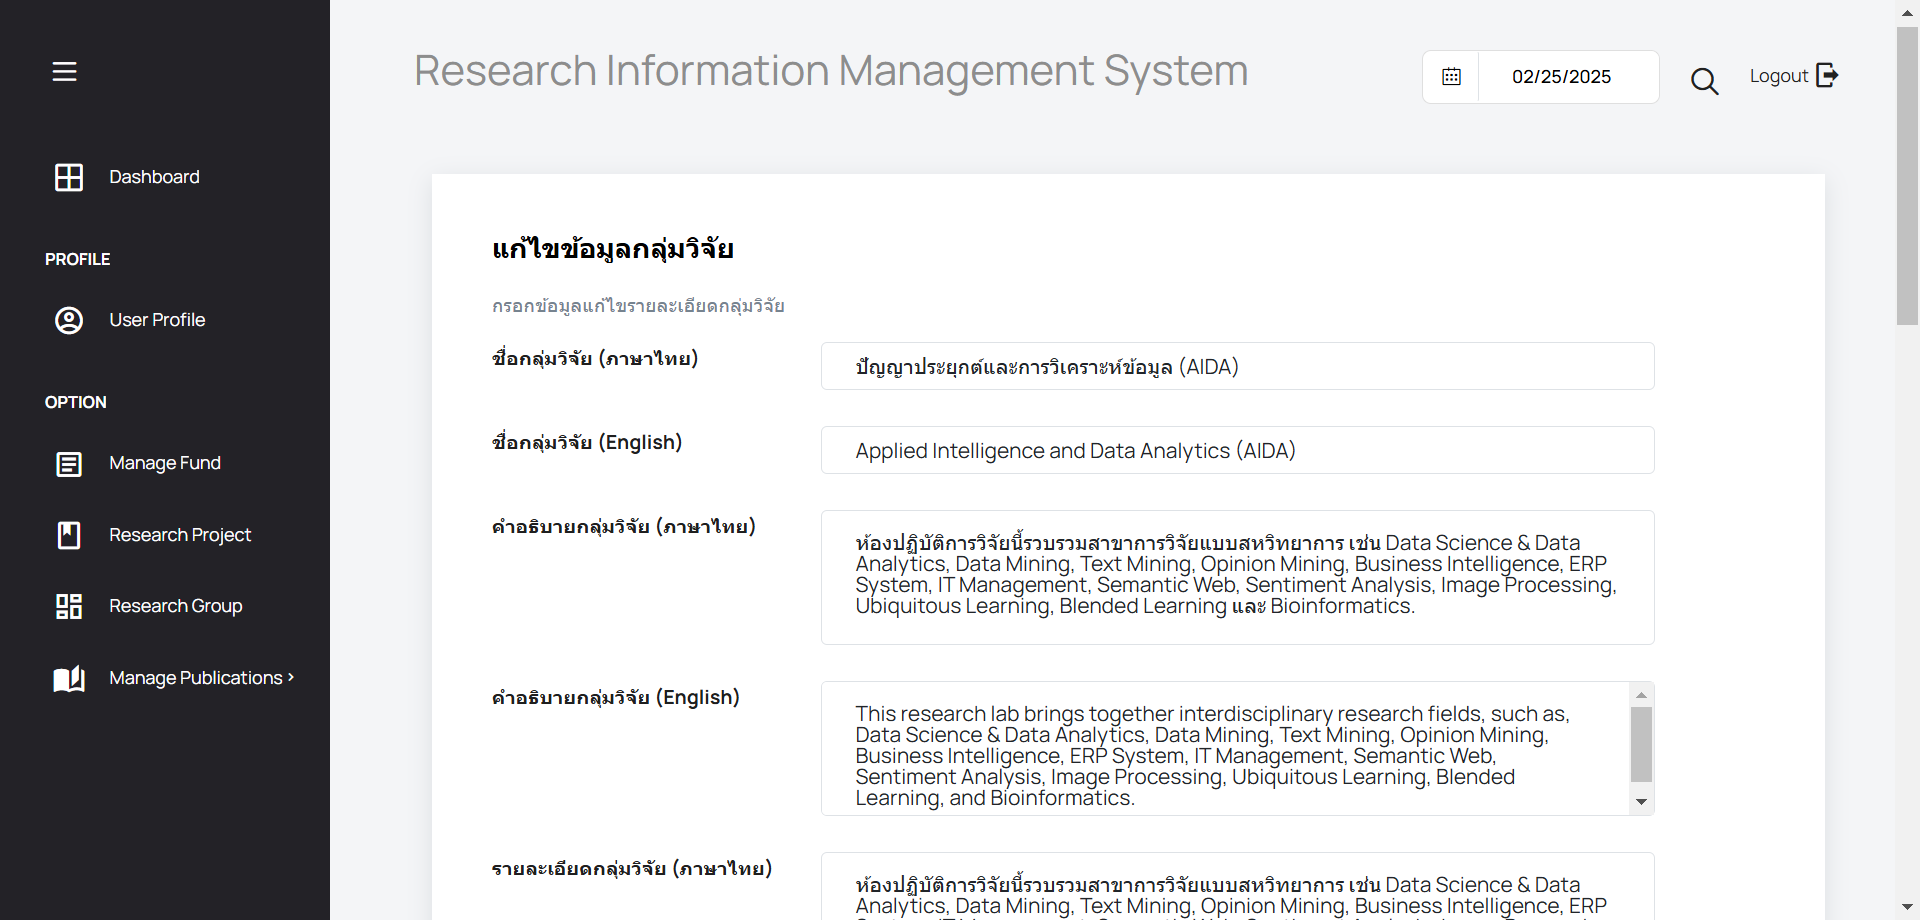 Research Information Management System
02/25/2025
Logout
Dashboard
PROFILE
User Profile
OPTION
Manage Fund
Research Project
Research Group
Manage Publications
แก้ไขข้อมูลกลุ่มวิจัย
กรอกข้อมูลแก้ไขรายละเอียดกลุ่มวิจัย
ชื่อกลุ่มวิจัย (ภาษาไทย)
ปัญญาประยุกต์และการวิเคราะห์ข้อมูล (AIDA)
ชื่อกลุ่มวิจัย (English)
Applied Intelligence and Data Analytics (AIDA)
คำอธิบายกลุ่มวิจัย (ภาษาไทย)
ห้องปฏิบัติการวิจัยนี้รวบรวมสาขาการวิจัยแบบสหวิทยาการ เช่น Data Science & Data
Analytics, Data Mining, Text Mining, Opinion Mining, Business Intelligence, ERP
System, IT Management, Semantic Web, Sentiment Analysis, Image Processing,
Ubiquitous Learning, Blended Learning และ Bioinformatics.
คำอธิบายกลุ่มวิจัย (English)
This research lab brings together interdisciplinary research fields, such as,
Data Science & Data Analytics, Data Mining, Text Mining, Opinion Mining,
Business Intelligence, ERP System, IT Management, Semantic Web,
Sentiment Analysis, Image Processing, Ubiquitous Learning, Blended
Learning, and Bioinformatics.
รายละเอียดกลุ่มวิจัย (ภาษาไทย)
ห้องปฏิบัติการวิจัยนี้รวบรวมสาขาการวิจัยแบบสหวิทยาการ เช่น Data Science & Data
Analytics, Data Mining, Text Mining, Opinion Mining, Business Intelligence, ERP